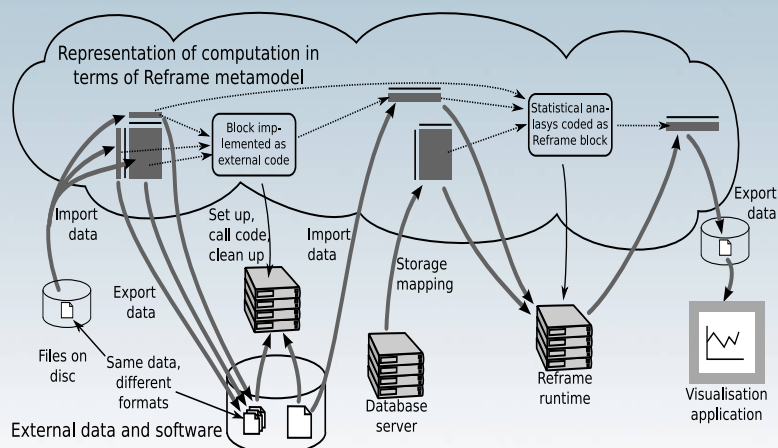 Representation of computation in
terms of Reframe metamodel
Block imp-
lemented as
external code
Statistical ana-
lasys coded as
Reframe block
Import
data
Set up,
call code,
clean up
Import
data
Export
data
Storage
mapping
Export
data
Files on
disc
Same data,
different
formats
External data and software
Database
server
Reframe
runtime
Visualisation
application